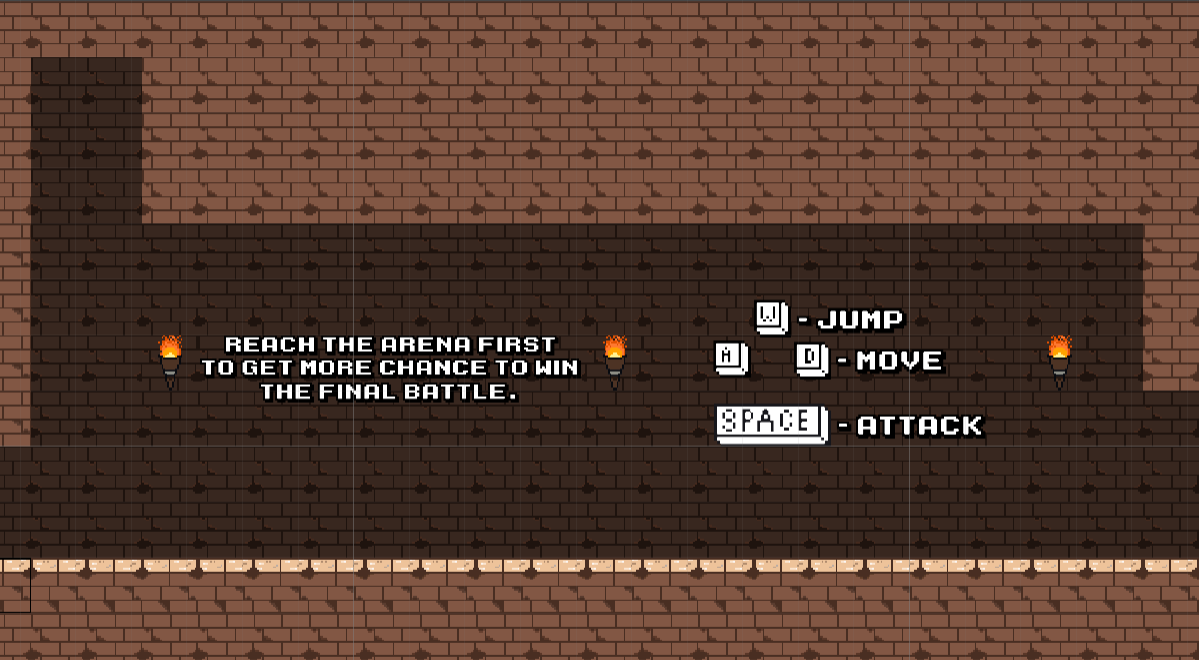 REACH THE ARENA FIRST
TO GET MORE CHANCE TO WIN
THE FINAL BATTLE.
W - JUMP
A D - MOVE
SPACE - ATTACK